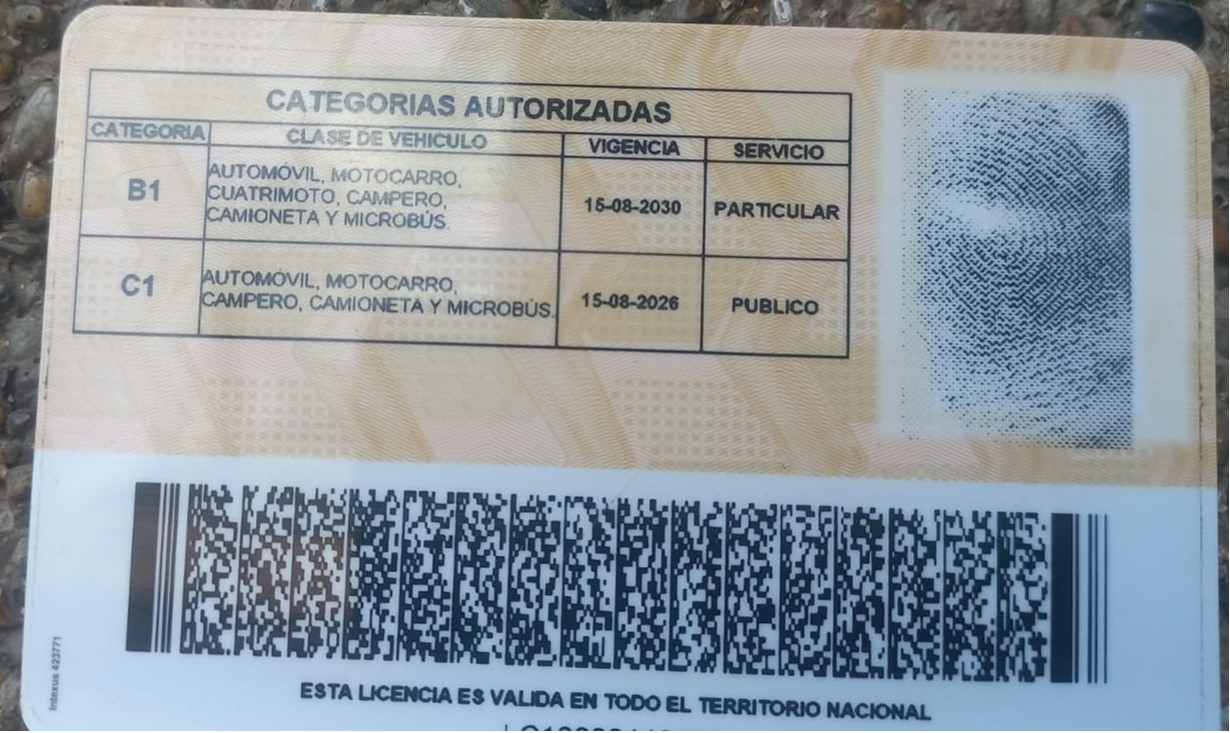 CATEGORIAS AUTORIZADAS
CATEGORIA CLASE DE VEHICULO VIGENCIA SERVICIO
B1 AUTOMÓVIL, MOTOCARRO, CUATRIMOTO, CAMPERO, CAMIONETA Y MICROBÚS. 15-08-2030 PARTICULAR
C1 AUTOMÓVIL, MOTOCARRO, CAMPERO, CAMIONETA Y MICROBÚS. 15-08-2026 PUBLICO
Intexus 423771
ESTA LICENCIA ES VALIDA EN TODO EL TERRITORIO NACIONAL